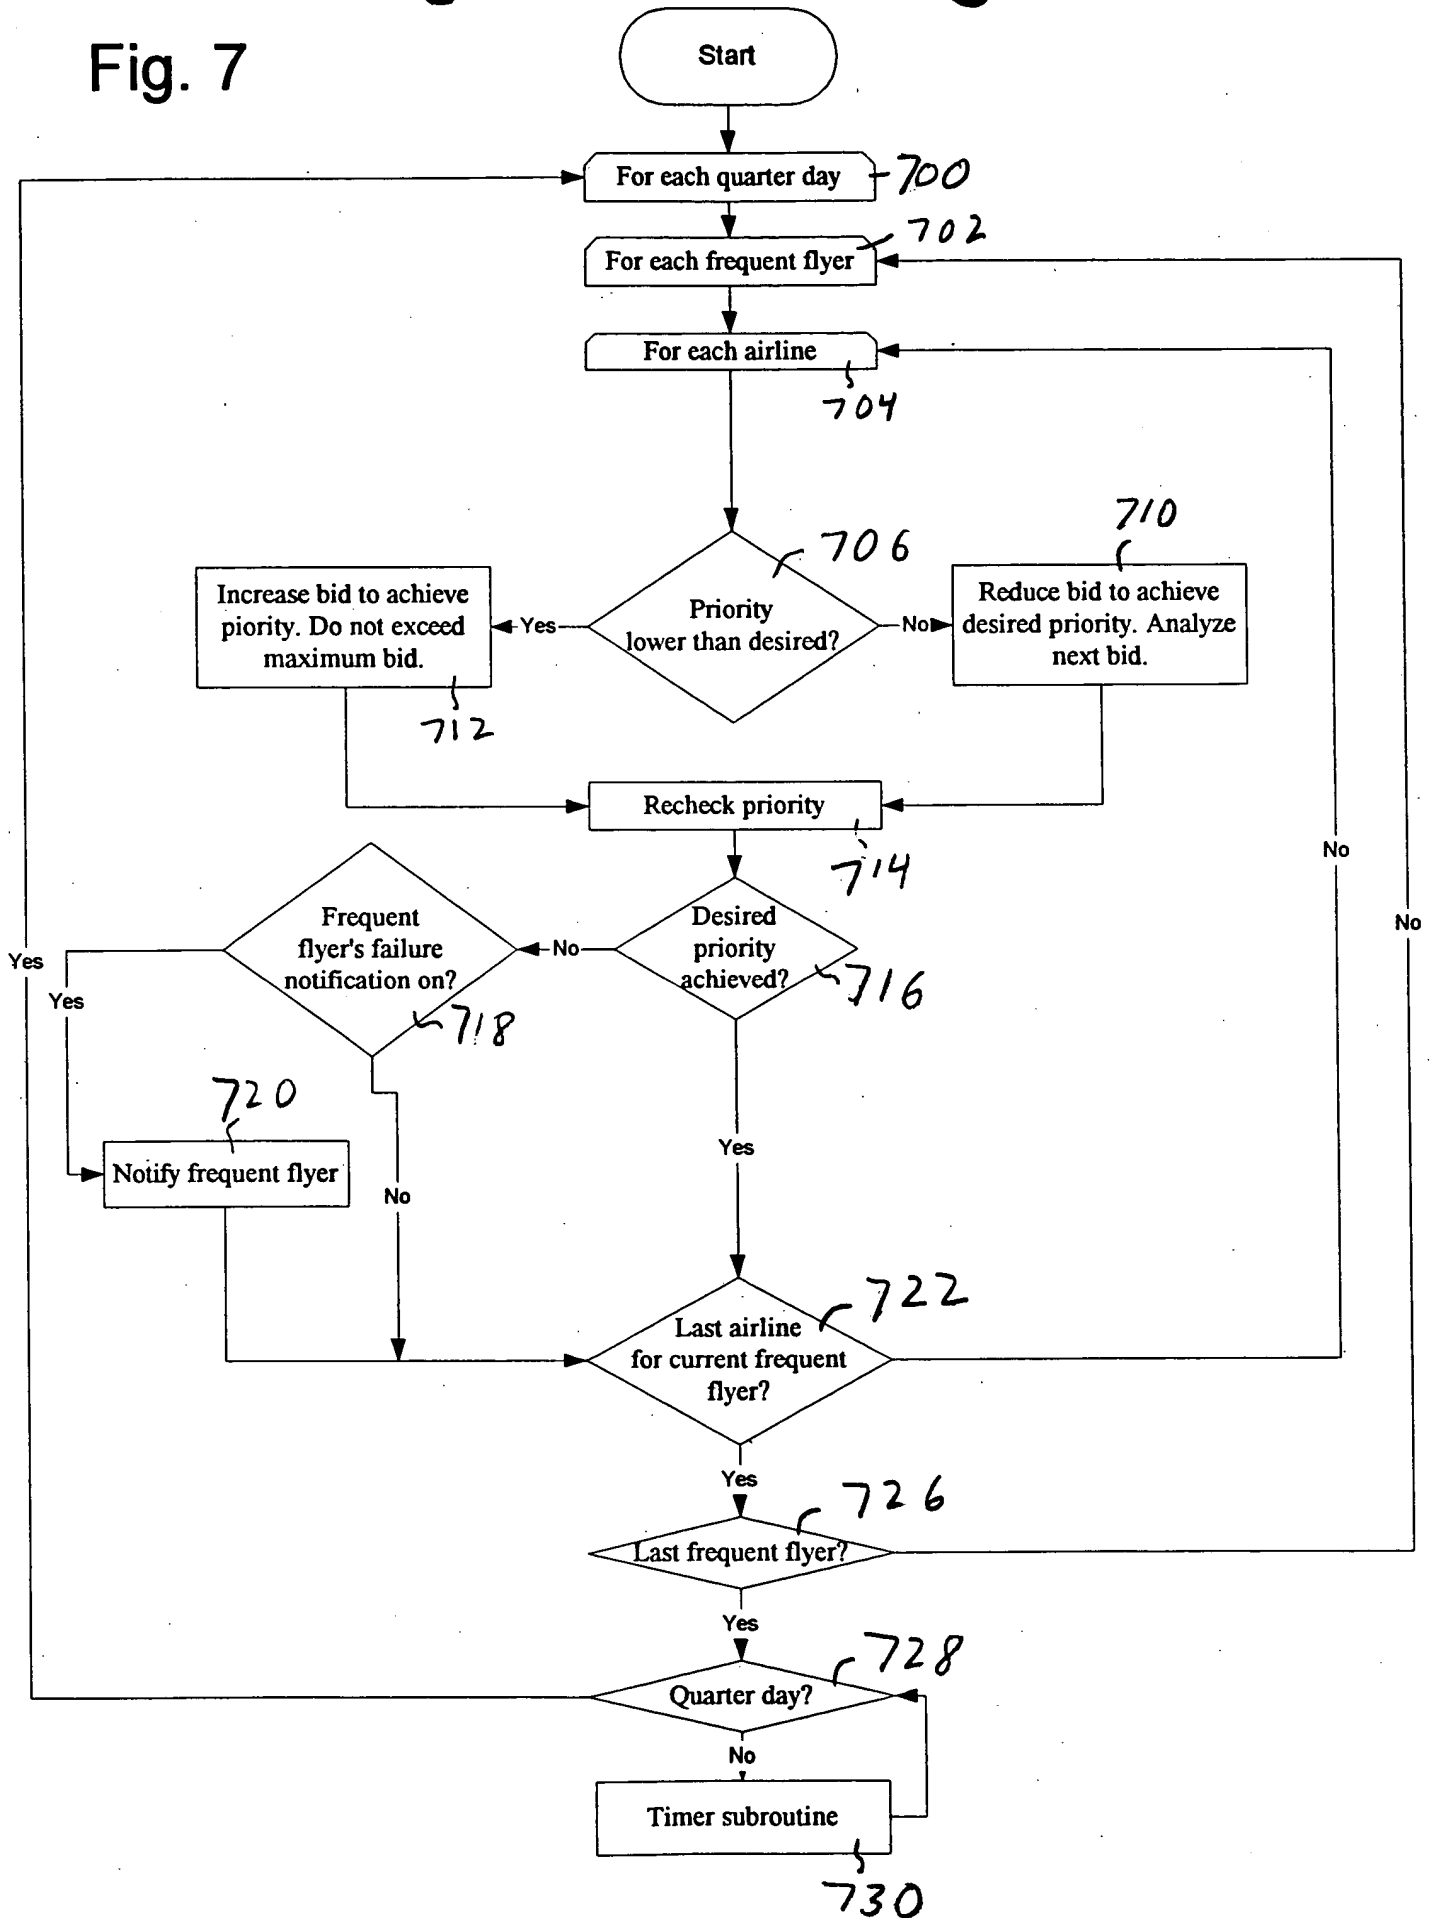 Fig. 7
Start
For each quarter day
700
For each frequent flyer
702
For each airline
704
706
Priority
lower than desired?
Yes
No
710
Reduce bid to achieve
desired priority. Analyze
next bid.
Increase bid to achieve
piority. Do not exceed
maximum bid.
712
Recheck priority
714
Desired
priority
achieved?
716
No
Frequent
flyer's failure
notification on?
718
Yes
Yes
No
No
720
Notify frequent flyer
No
Yes
722
Last airline
for current frequent
flyer?
Yes
726
Last frequent flyer?
Yes
728
Quarter day?
No
Timer subroutine
730